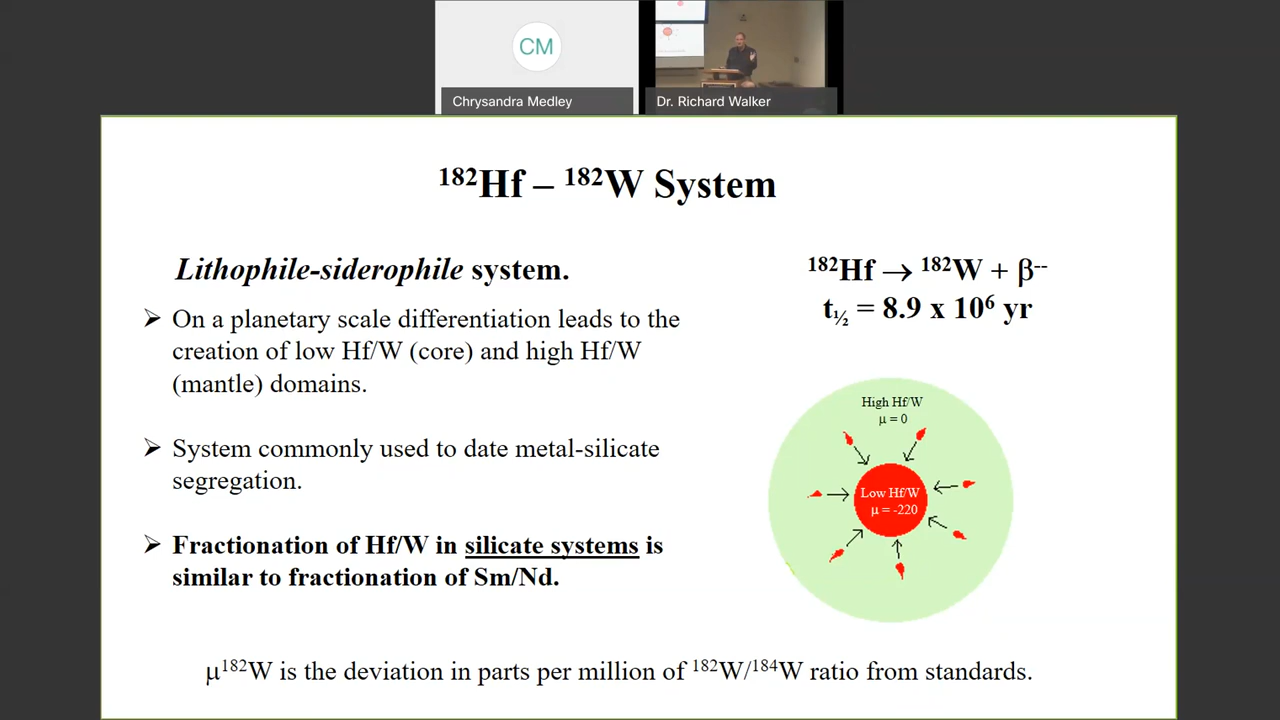 CM
Chrysandra Medley
Dr. Richard Walker
¹⁸²Hf – ¹⁸²W System
Lithophile-siderophile system.
➢ On a planetary scale differentiation leads to the
creation of low Hf/W (core) and high Hf/W
(mantle) domains.
➢ System commonly used to date metal-silicate
segregation.
➢ Fractionation of Hf/W in silicate systems is
similar to fractionation of Sm/Nd.
¹⁸²Hf → ¹⁸²W + β⁻⁻
t½ = 8.9 x 10⁶ yr
High Hf/W
μ = 0
Low Hf/W
μ = -220
μ¹⁸²W is the deviation in parts per million of ¹⁸²W/¹⁸⁴W ratio from standards.